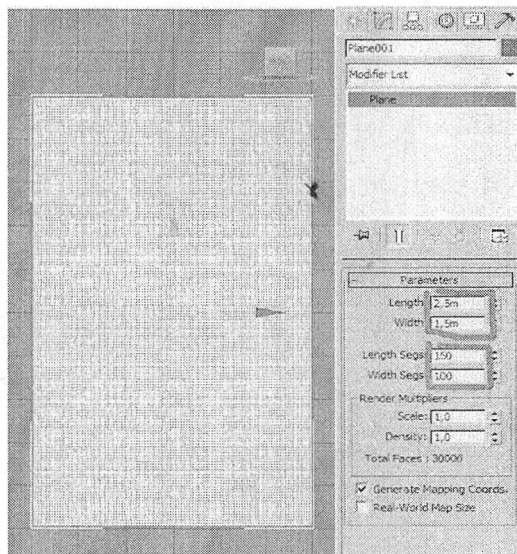 Plane001
Modifier List
Plane
Parameters
Length 2,5m
Width 1,5m
Length Segs 150
Width Segs 100
Render Multipliers
Scale: 1,0
Density: 1,0
Total Faces : 30000
Generate Mapping Coords.
Real-World Map Size